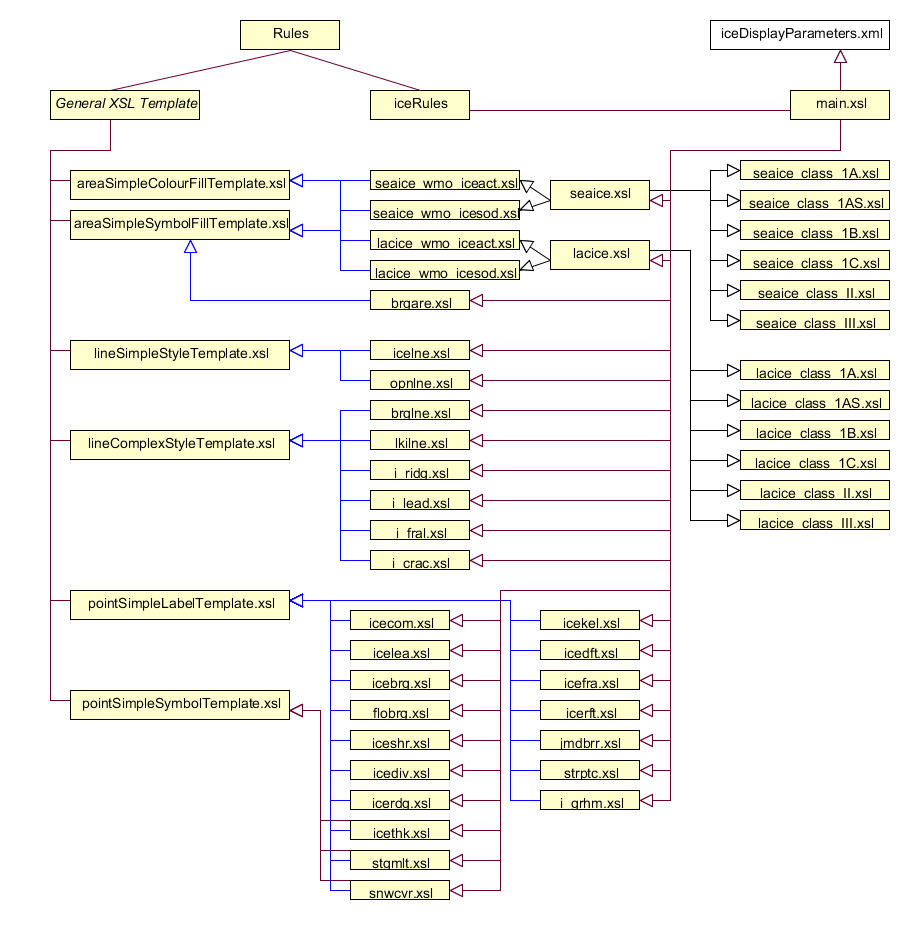 Rules
iceDisplayParameters.xml
General XSL Template
iceRules
main.xsl
areaSimpleColourFillTemplate.xsl
areaSimpleSymbolFillTemplate.xsl
seaice_wmo_iceact.xsl
seaice_wmo_icesod.xsl
lacice_wmo_iceact.xsl
lacice_wmo_icesod.xsl
brgare.xsl
seaice.xsl
lacice.xsl
seaice_class_1A.xsl
seaice_class_1AS.xsl
seaice_class_1B.xsl
seaice_class_1C.xsl
seaice_class_II.xsl
seaice_class_III.xsl
lineSimpleStyleTemplate.xsl
icelne.xsl
opnlne.xsl
lacice_class_1A.xsl
lacice_class_1AS.xsl
lacice_class_1B.xsl
lacice_class_1C.xsl
lacice_class_II.xsl
lacice_class_III.xsl
lineComplexStyleTemplate.xsl
brglne.xsl
lkilne.xsl
i_ridg.xsl
i_lead.xsl
i_fral.xsl
i_crac.xsl
pointSimpleLabelTemplate.xsl
pointSimpleSymbolTemplate.xsl
icecom.xsl
icelea.xsl
icebrg.xsl
flobrg.xsl
iceshr.xsl
icediv.xsl
icerdg.xsl
icethk.xsl
stgmlt.xsl
snwcvr.xsl
icekel.xsl
icedft.xsl
icefra.xsl
icerft.xsl
jmdbrr.xsl
strptc.xsl
i_grhm.xsl